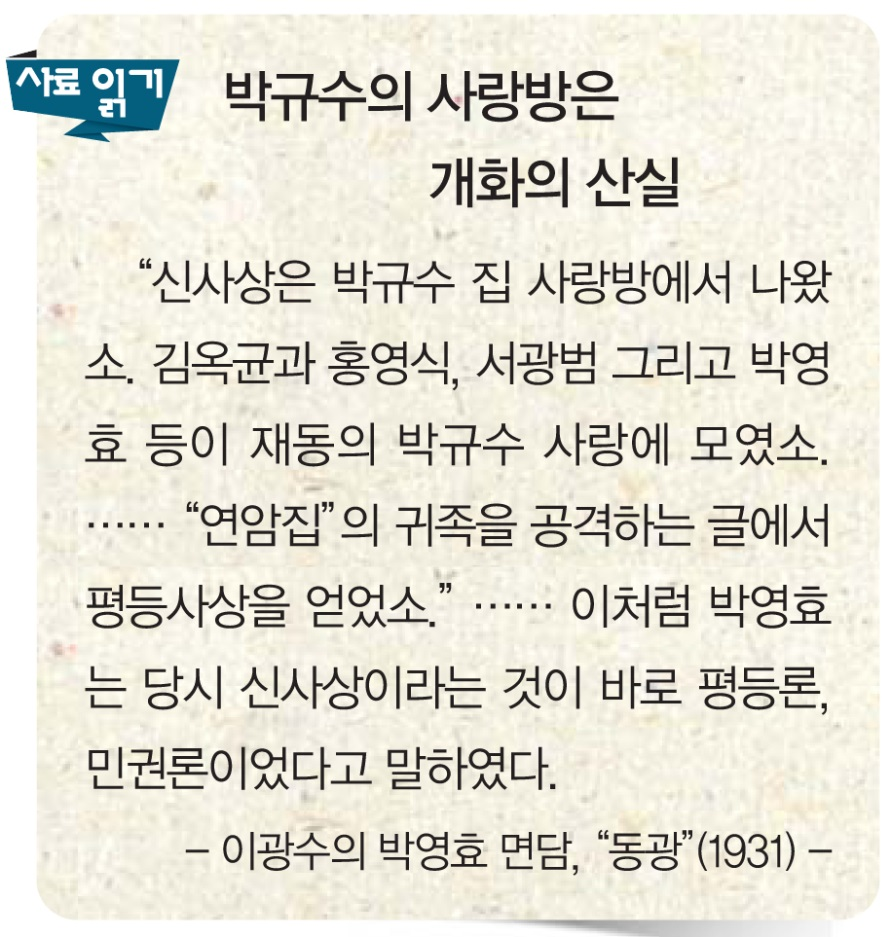 사료 읽기
박규수의 사랑방은
개화의 산실
“신사상은 박규수 집 사랑방에서 나왔
소. 김옥균과 홍영식, 서광범 그리고 박영
효 등이 재동의 박규수 사랑에 모였소.
…… “연암집”의 귀족을 공격하는 글에서
평등사상을 얻었소.” …… 이처럼 박영효
는 당시 신사상이라는 것이 바로 평등론,
민권론이었다고 말하였다.
– 이광수의 박영효 면담, “동광”(1931) –